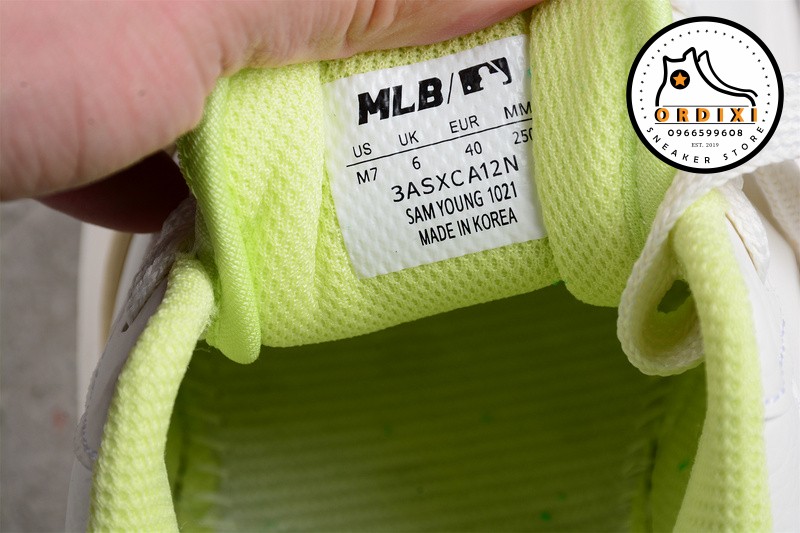 MLB/
US UK EUR MM
M7 6 40 250
3ASXCA12N
SAM YOUNG 1021
MADE IN KOREA
ORDIXI
0966599608
EST. 2019
SNEAKER STORE